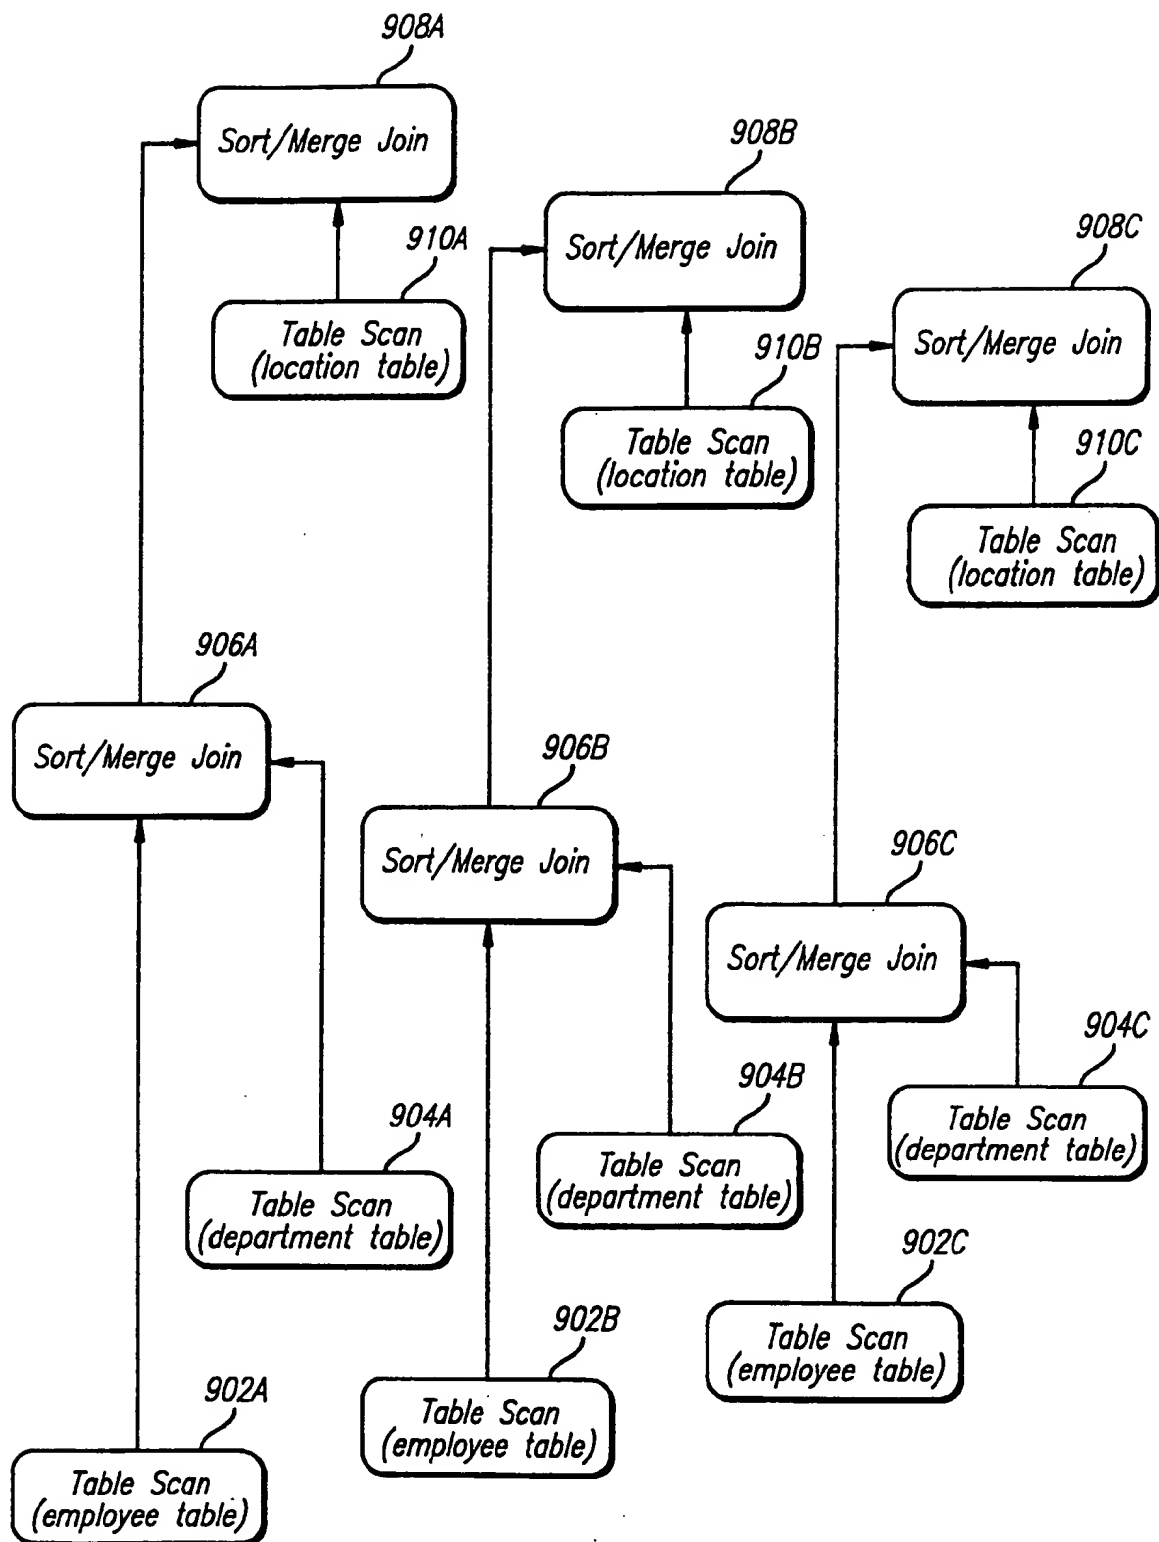 908A
Sort/Merge Join
908B
Sort/Merge Join
910A
Table Scan
(location table)
908C
Sort/Merge Join
910B
Table Scan
(location table)
910C
Table Scan
(location table)
906A
Sort/Merge Join
906B
Sort/Merge Join
906C
Sort/Merge Join
904A
Table Scan
(department table)
904B
Table Scan
(department table)
904C
Table Scan
(department table)
902A
Table Scan
(employee table)
902B
Table Scan
(employee table)
902C
Table Scan
(employee table)